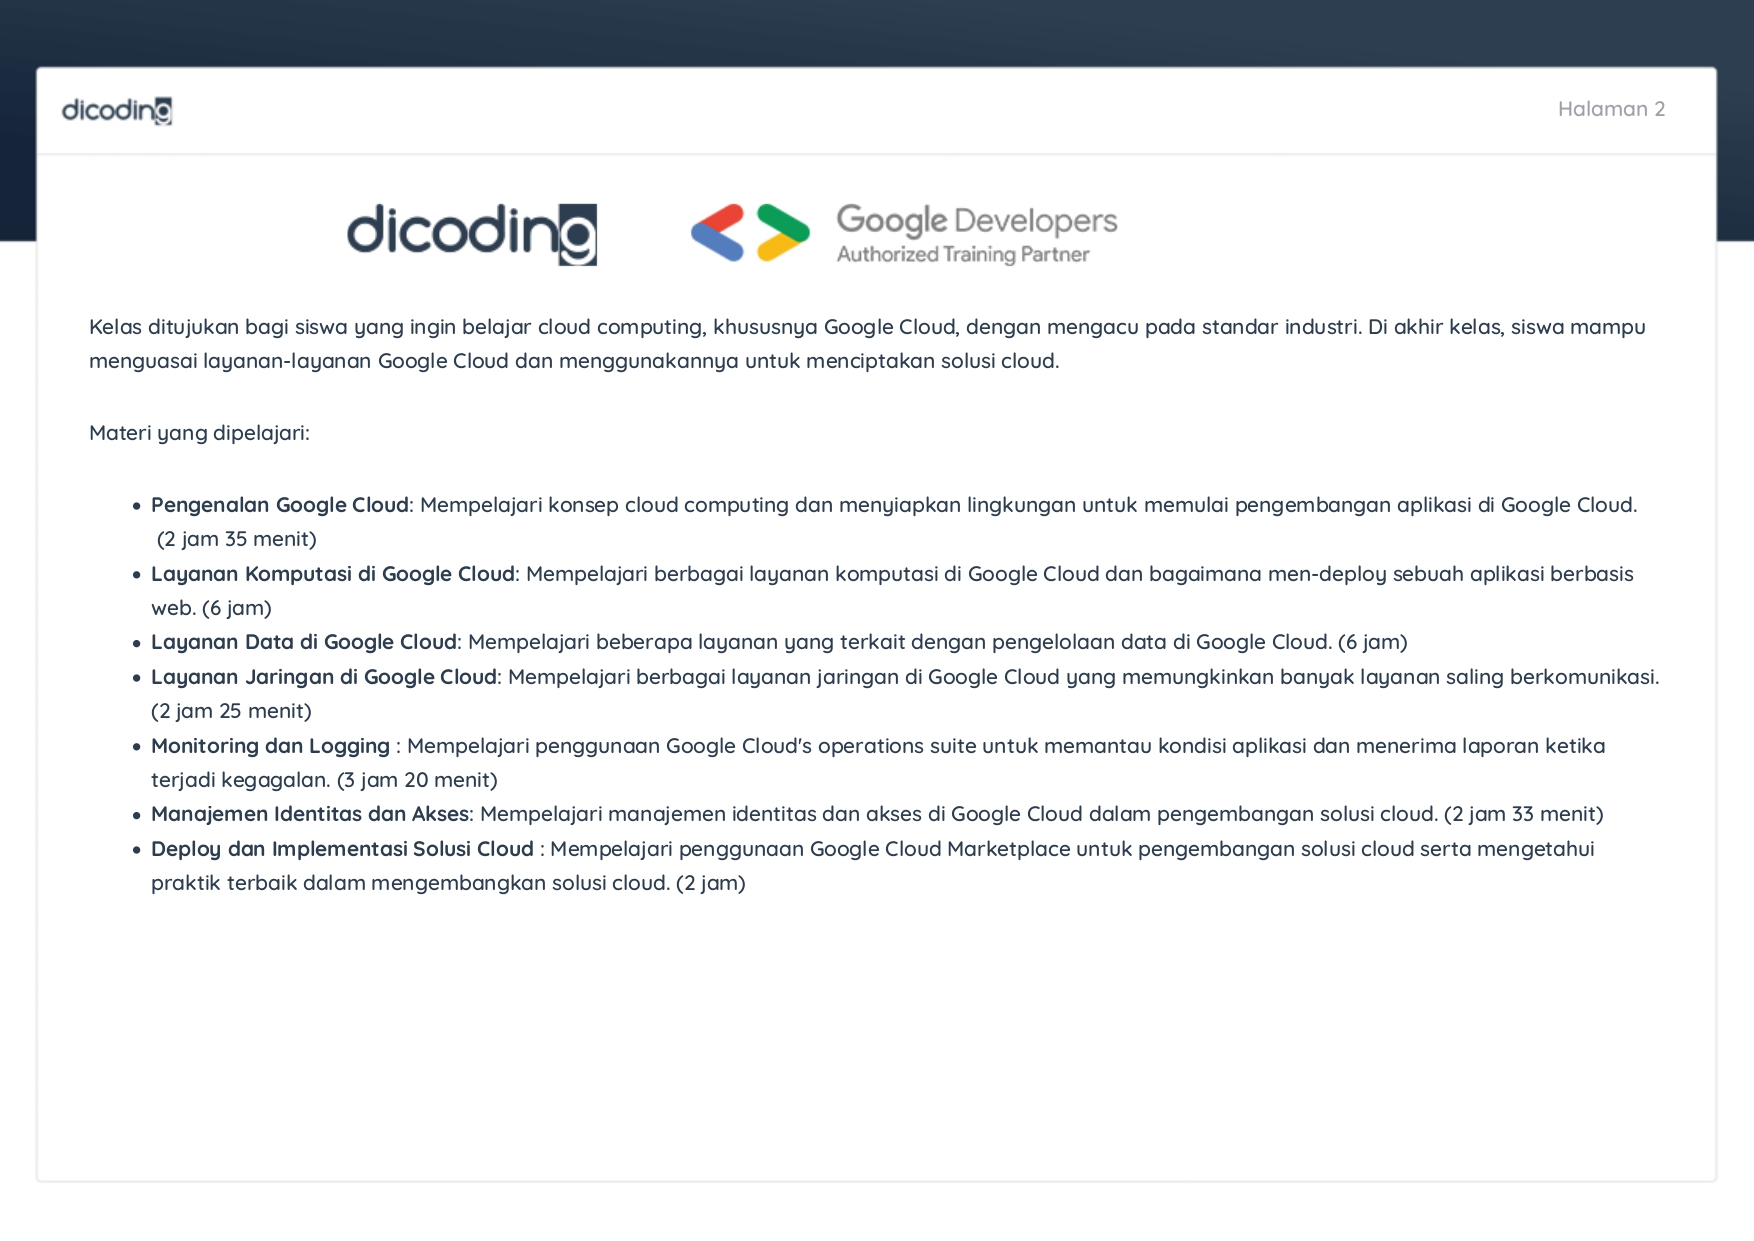 dicoding
Halaman 2
dicoding
Google Developers
Authorized Training Partner
Kelas ditujukan bagi siswa yang ingin belajar cloud computing, khususnya Google Cloud, dengan mengacu pada standar industri. Di akhir kelas, siswa mampu
menguasai layanan-layanan Google Cloud dan menggunakannya untuk menciptakan solusi cloud.
Materi yang dipelajari:
• Pengenalan Google Cloud: Mempelajari konsep cloud computing dan menyiapkan lingkungan untuk memulai pengembangan aplikasi di Google Cloud.
(2 jam 35 menit)
• Layanan Komputasi di Google Cloud: Mempelajari berbagai layanan komputasi di Google Cloud dan bagaimana men-deploy sebuah aplikasi berbasis
web. (6 jam)
• Layanan Data di Google Cloud: Mempelajari beberapa layanan yang terkait dengan pengelolaan data di Google Cloud. (6 jam)
• Layanan Jaringan di Google Cloud: Mempelajari berbagai layanan jaringan di Google Cloud yang memungkinkan banyak layanan saling berkomunikasi.
(2 jam 25 menit)
• Monitoring dan Logging : Mempelajari penggunaan Google Cloud's operations suite untuk memantau kondisi aplikasi dan menerima laporan ketika
terjadi kegagalan. (3 jam 20 menit)
• Manajemen Identitas dan Akses: Mempelajari manajemen identitas dan akses di Google Cloud dalam pengembangan solusi cloud. (2 jam 33 menit)
• Deploy dan Implementasi Solusi Cloud : Mempelajari penggunaan Google Cloud Marketplace untuk pengembangan solusi cloud serta mengetahui
praktik terbaik dalam mengembangkan solusi cloud. (2 jam)